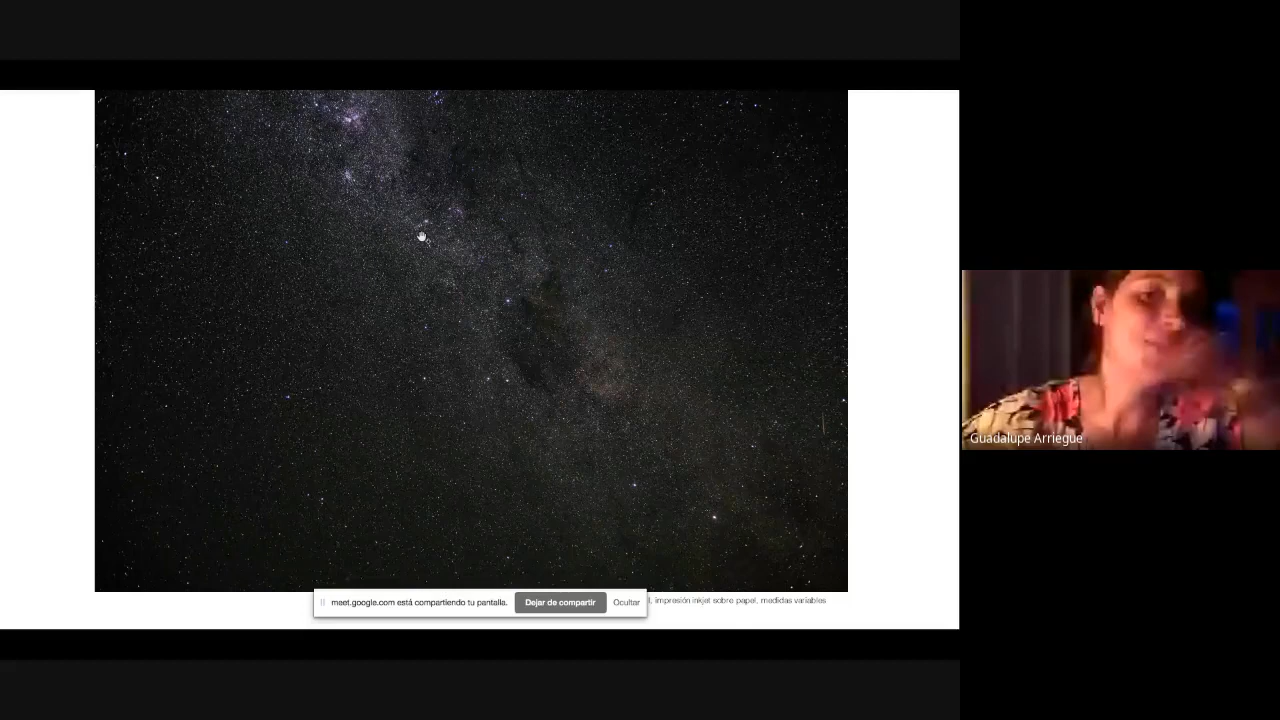 Guadalupe Arriegue
meet.google.com está compartiendo tu pantalla. Dejar de compartir Ocultar
impresión inkjet sobre papel, medidas variables